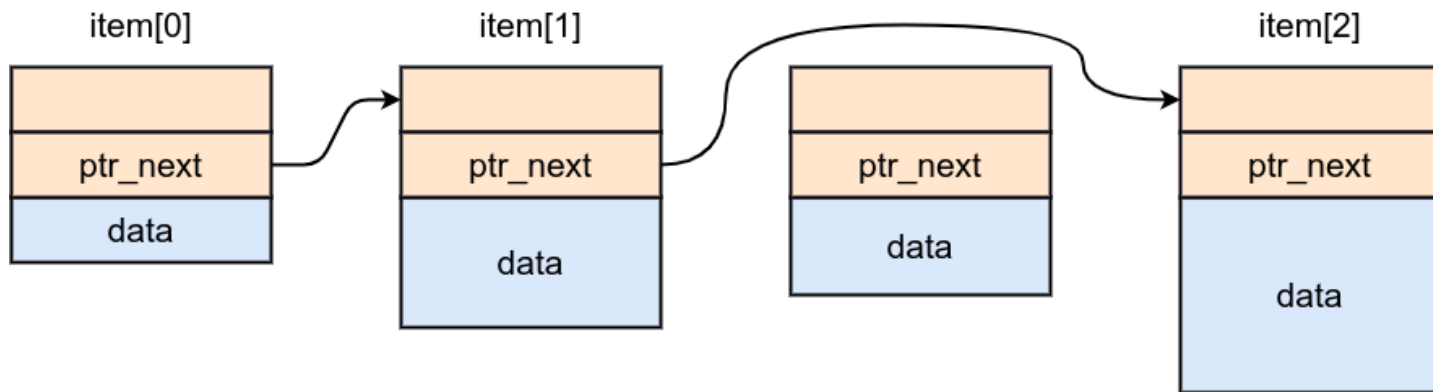 item[0]
item[1]
item[2]
ptr_next
ptr_next
ptr_next
ptr_next
data
data
data
data